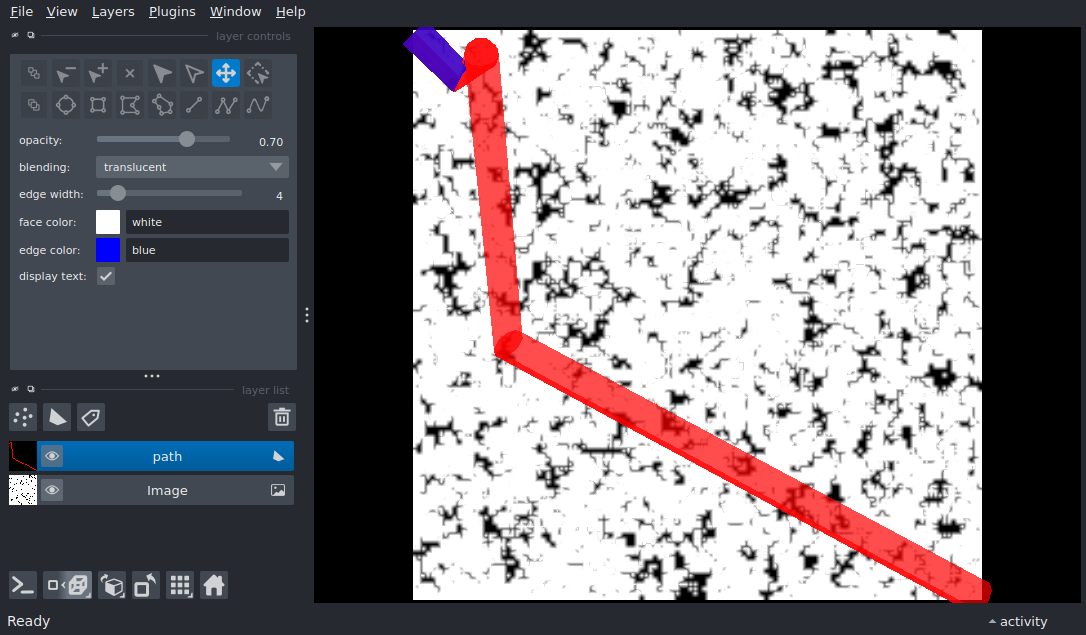 File View Layers Plugins Window Help
layer controls
opacity: 0.70
blending: translucent
edge width: 4
face color: white
edge color: blue
display text:
layer list
path
Image
Ready activity